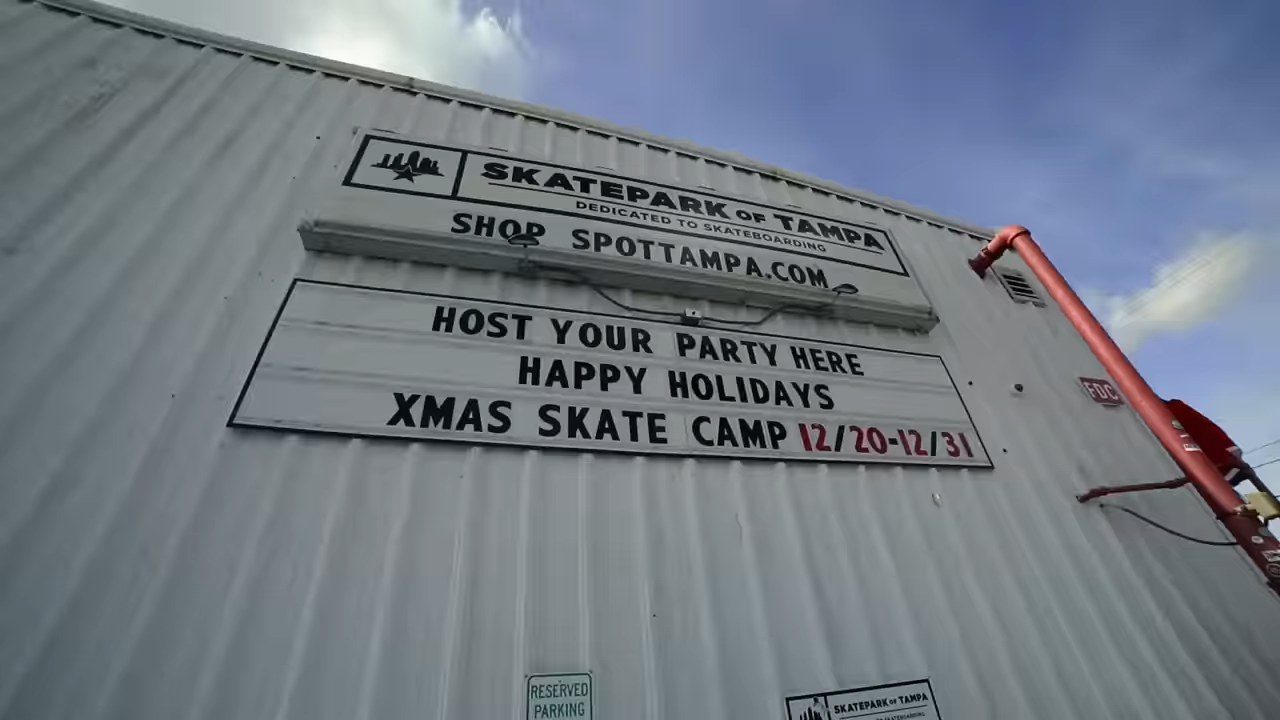 SKATEPARK OF TAMPA
DEDICATED TO SKATEBOARDING
SHOP SPOTTAMPA.COM
HOST YOUR PARTY HERE
HAPPY HOLIDAYS
XMAS SKATE CAMP 12/20-12/31
FDC
RESERVED
PARKING
SKATEPARK OF TAMPA